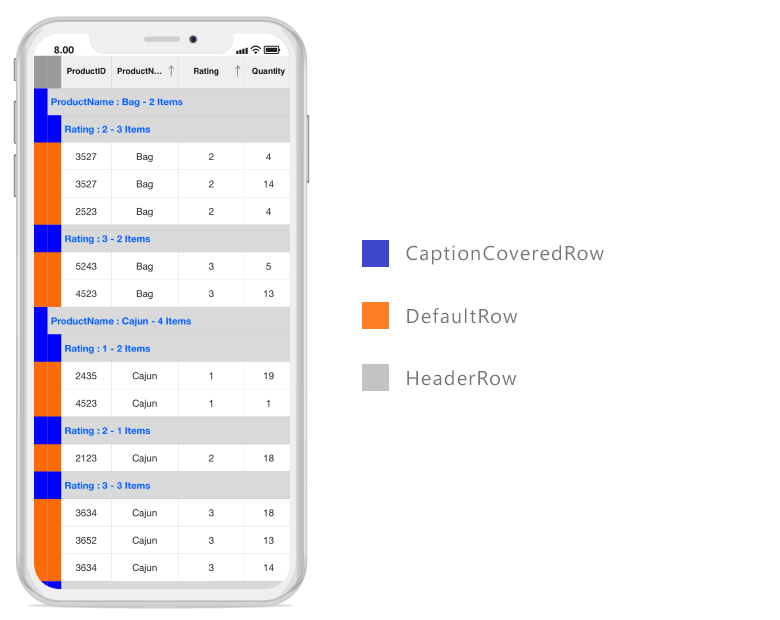 8.00
ProductID ProductN... Rating Quantity
ProductName : Bag - 2 Items
Rating : 2 - 3 Items
3527 Bag 2 4
3527 Bag 2 14
2523 Bag 2 4
Rating : 3 - 2 Items
5243 Bag 3 5
4523 Bag 3 13
ProductName : Cajun - 4 Items
Rating : 1 - 2 Items
2435 Cajun 1 19
4523 Cajun 1 1
Rating : 2 - 1 Items
2123 Cajun 2 18
Rating : 3 - 3 Items
3634 Cajun 3 18
3652 Cajun 3 13
3634 Cajun 3 14
CaptionCoveredRow
DefaultRow
HeaderRow